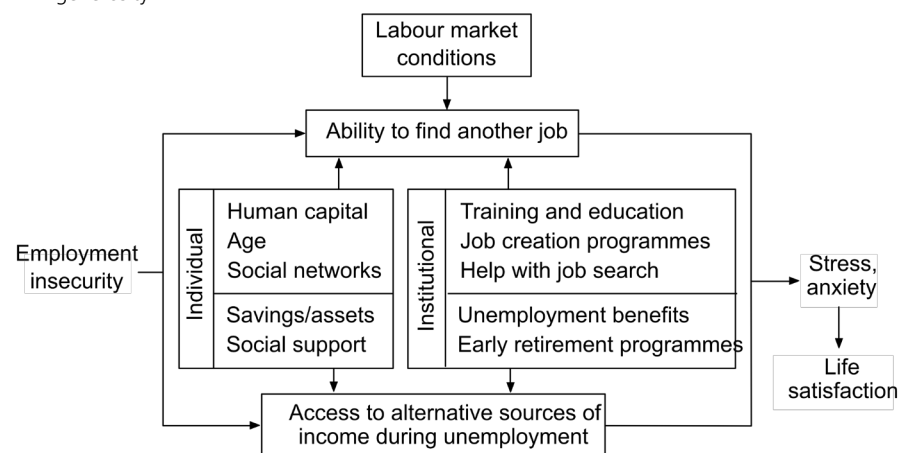 Labour market
conditions
Ability to find another job
Individual
Human capital
Age
Social networks
Savings/assets
Social support
Institutional
Training and education
Job creation programmes
Help with job search
Unemployment benefits
Early retirement programmes
Employment
insecurity
Stress,
anxiety
Life
satisfaction
Access to alternative sources of
income during unemployment